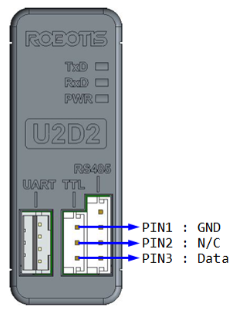 ROBOTIS
TxD
RxD
PWR
U2D2
RS485
UART TTL
PIN1 : GND
PIN2 : N/C
PIN3 : Data